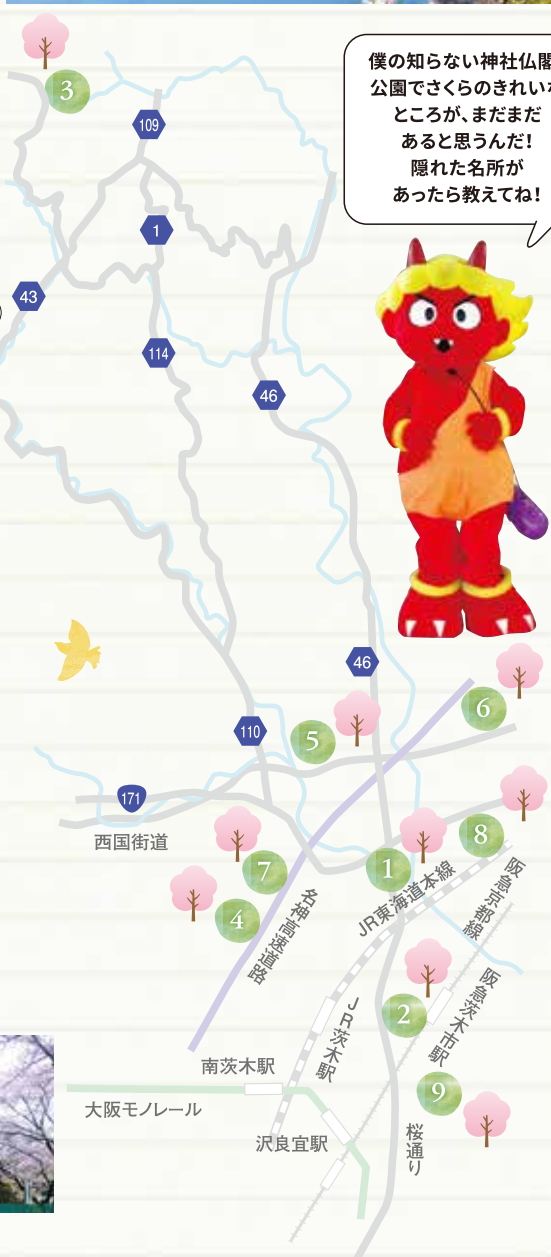 僕の知らない神社仏閣
公園でさくらのきれいな
ところが、まだまだ
あると思うんだ!
隠れた名所が
あったら教えてね!
3
109
1
43
114
46
46
6
5
110
171
西国街道
8
7
1
4
名神高速道路
JR東海道本線
阪急京都線
2
JR茨木駅
阪急茨木市駅
南茨木駅
9
大阪モノレール
沢良宜駅
桜通り